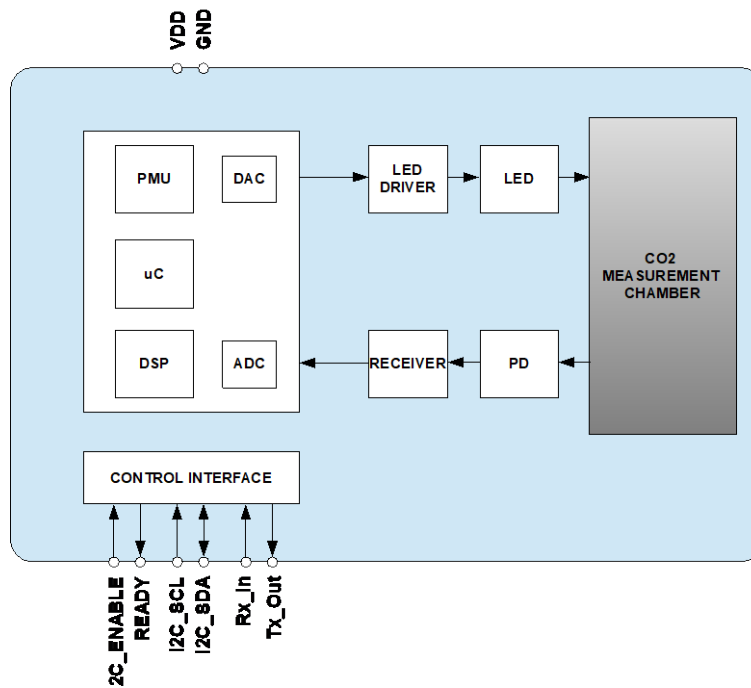 VDD
GND
PMU
DAC
LED
DRIVER
LED
uC
CO2
MEASUREMENT
CHAMBER
DSP
ADC
RECEIVER
PD
CONTROL INTERFACE
2C_ENABLE
READY
I2C_SCL
I2C_SDA
Rx_In
Tx_Out